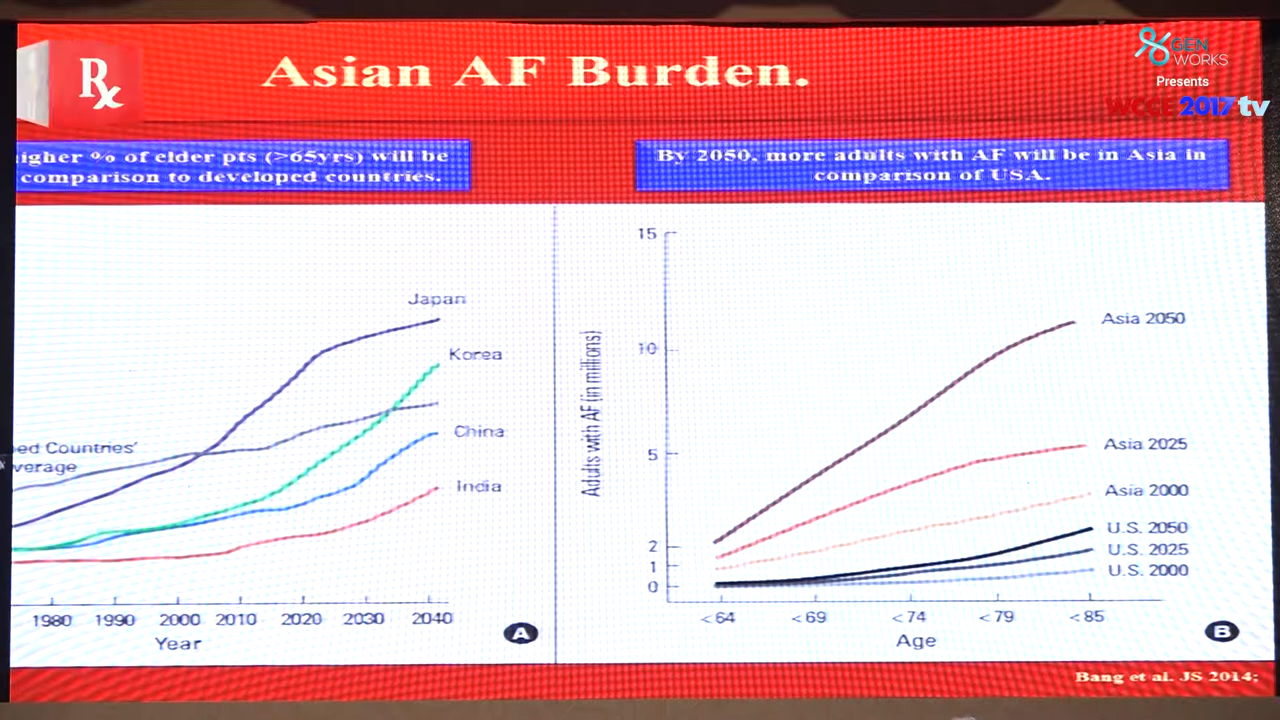 Rx
Asian AF Burden.
GEN
WORKS
Presents
WCCE 2017 tv
igher % of elder pts (>65yrs) will be
comparison to developed countries.
By 2050, more adults with AF will be in Asia in
comparison of USA.
Japan
Korea
ped Countries'
verage
China
India
1980 1990 2000 2010 2020 2030 2040
Year
A
15
10
5
2
1
0
Adults with AF (in millions)
Asia 2050
Asia 2025
Asia 2000
U.S. 2050
U.S. 2025
U.S. 2000
<64 <69 <74 <79 <85
Age
B
Bang et al. JS 2014;